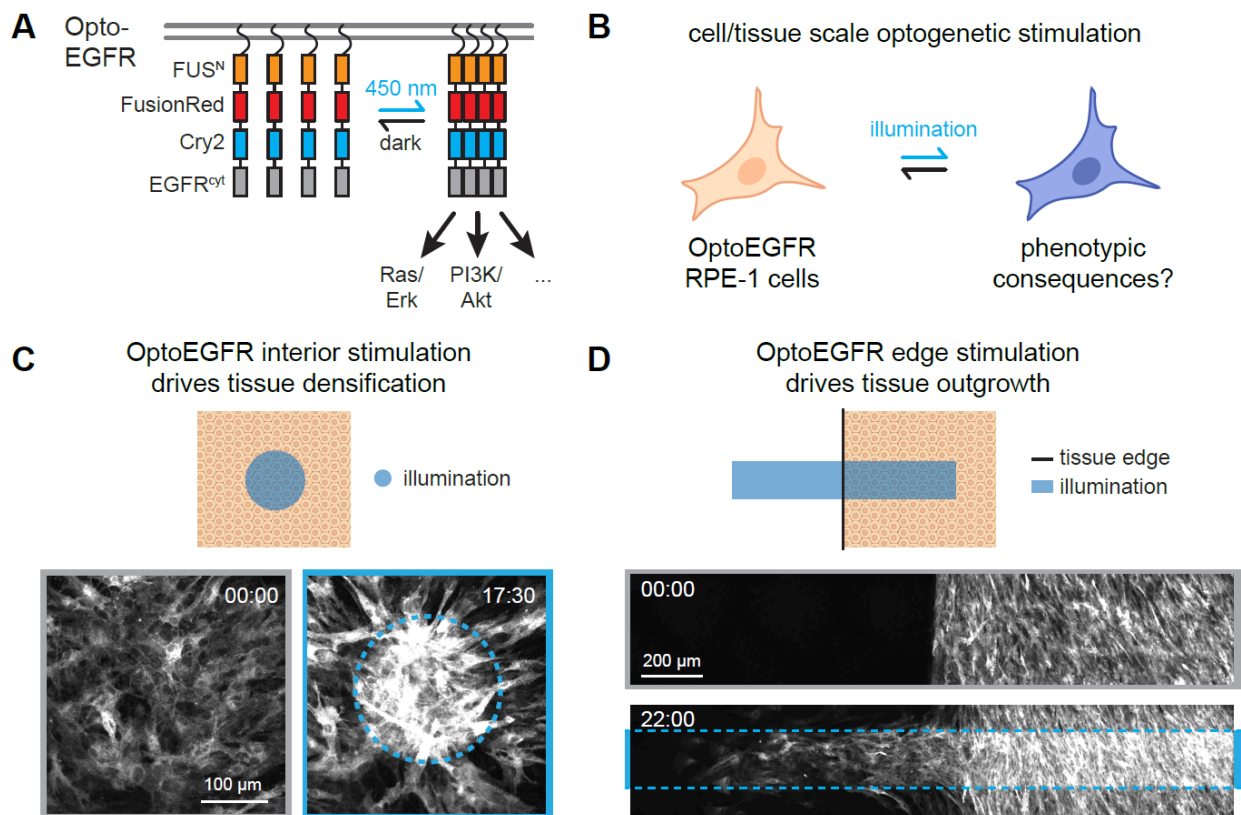 A
Opto-
EGFR
FUSᴺ
FusionRed
Cry2
EGFRᶜʸᵗ
450 nm
dark
Ras/
Erk
PI3K/
Akt
...
B
cell/tissue scale optogenetic stimulation
illumination
OptoEGFR
RPE-1 cells
phenotypic
consequences?
C
OptoEGFR interior stimulation
drives tissue densification
illumination
00:00
100 µm
17:30
D
OptoEGFR edge stimulation
drives tissue outgrowth
tissue edge
illumination
00:00
200 µm
22:00